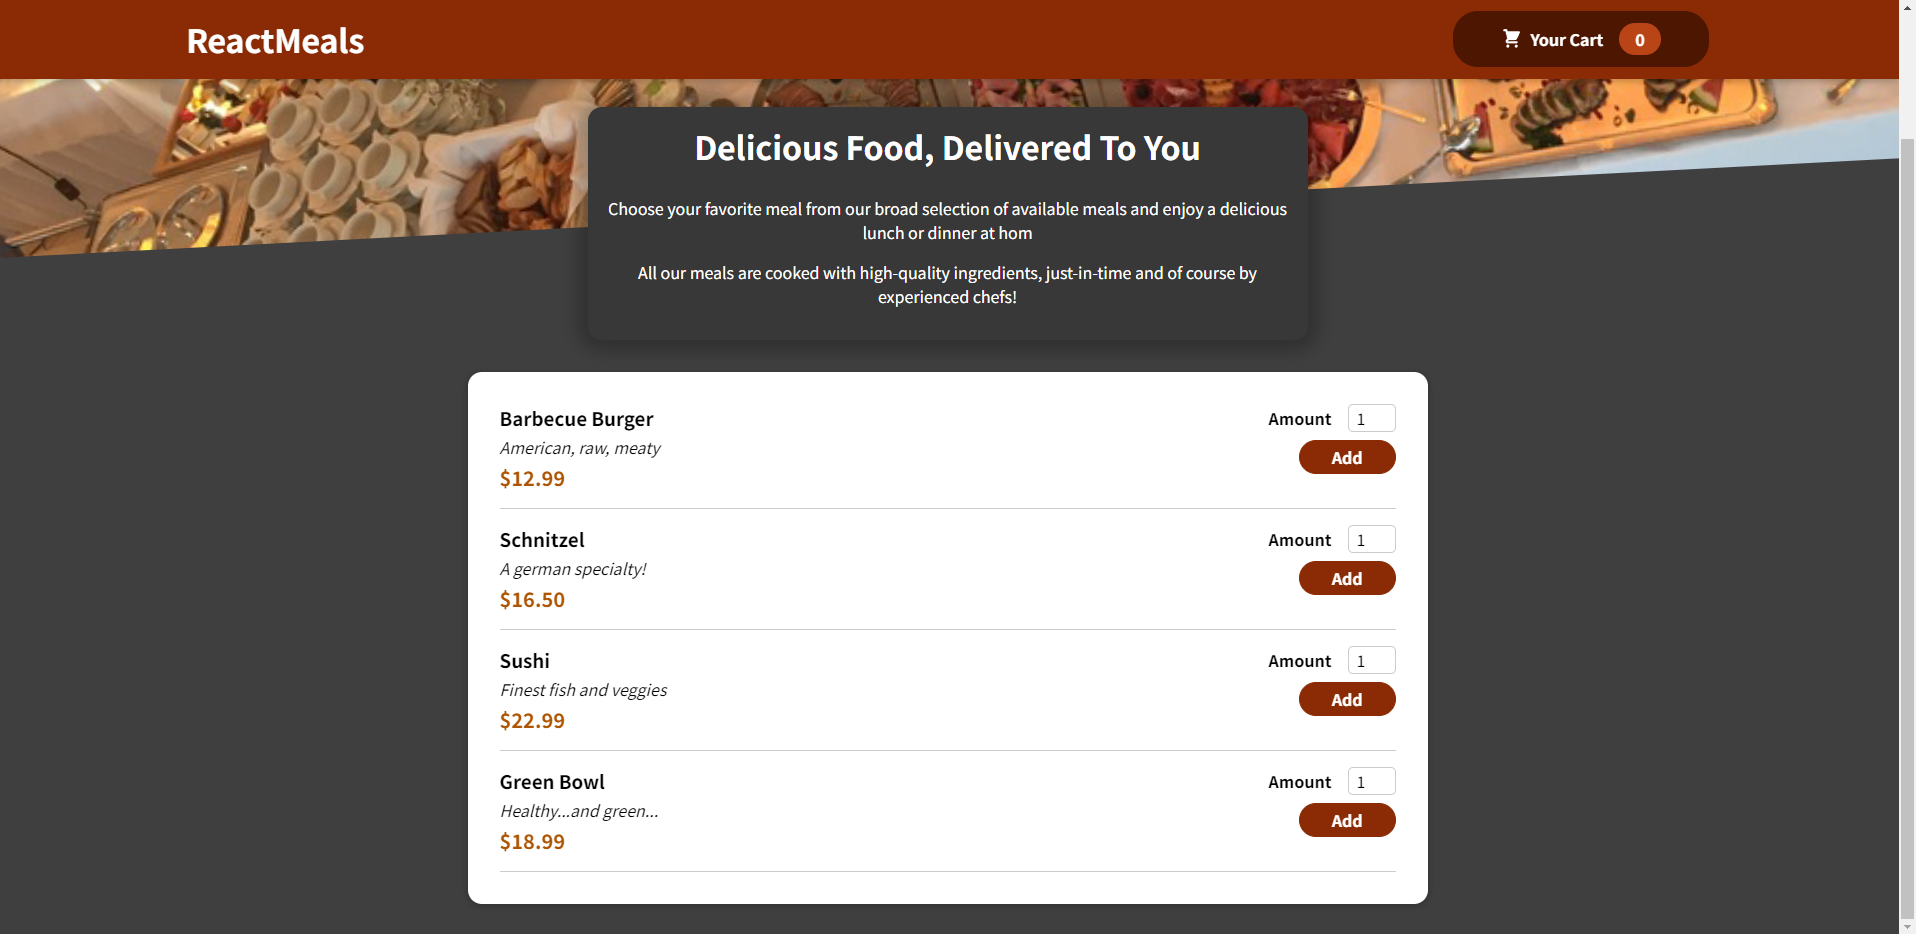 ReactMeals
Your Cart 0
Delicious Food, Delivered To You
Choose your favorite meal from our broad selection of available meals and enjoy a delicious
lunch or dinner at hom
All our meals are cooked with high-quality ingredients, just-in-time and of course by
experienced chefs!
Barbecue Burger
American, raw, meaty
$12.99
Amount 1
Add
Schnitzel
A german specialty!
$16.50
Amount 1
Add
Sushi
Finest fish and veggies
$22.99
Amount 1
Add
Green Bowl
Healthy...and green...
$18.99
Amount 1
Add